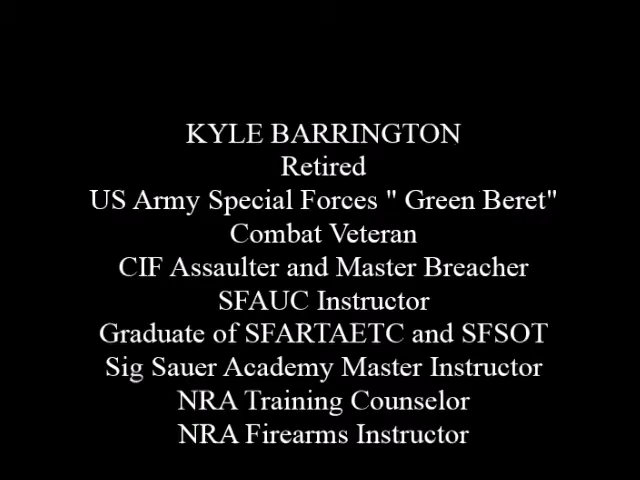 KYLE BARRINGTON
Retired
US Army Special Forces " Green Beret"
Combat Veteran
CIF Assaulter and Master Breacher
SFAUC Instructor
Graduate of SFARTAETC and SFSOT
Sig Sauer Academy Master Instructor
NRA Training Counselor
NRA Firearms Instructor